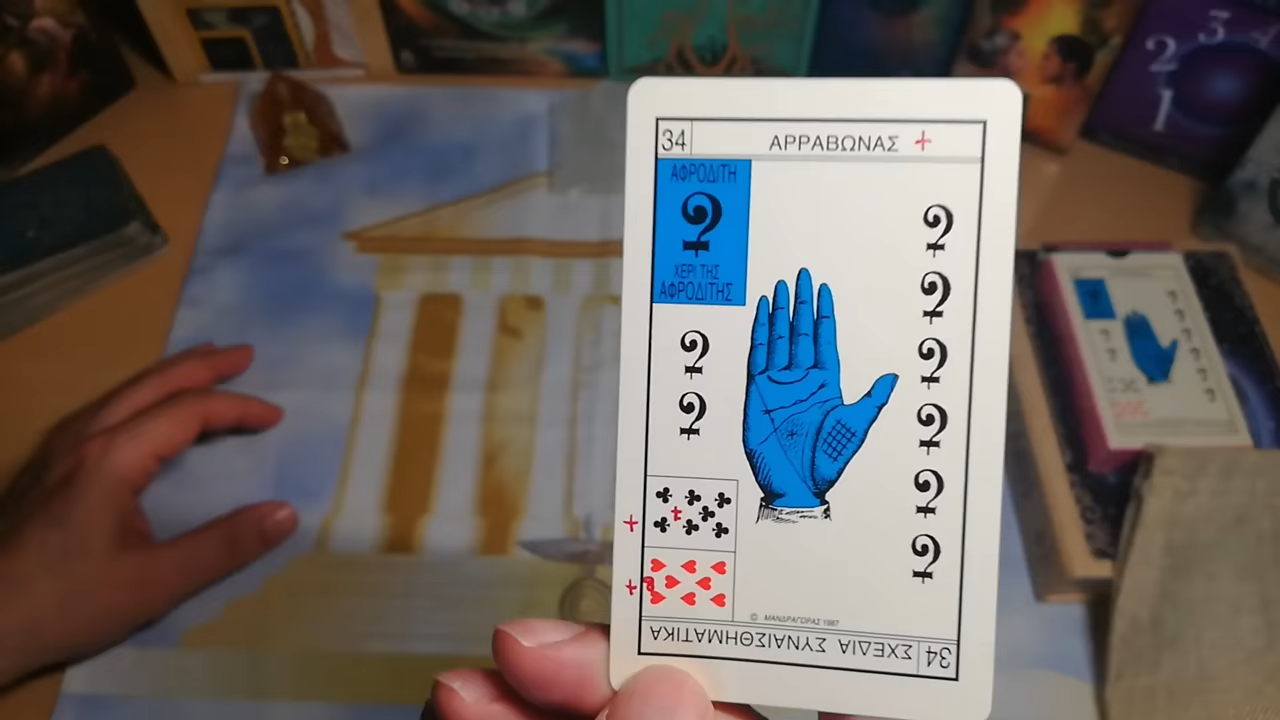 34
ΑΡΡΑΒΩΝΑΣ +
ΑΦΡΟΔΙΤΗ
♀
ΧΕΡΙ ΤΗΣ
ΑΦΡΟΔΙΤΗΣ
© ΜΑΝΔΡΑΓΟΡΑΣ 1987
34 ΣΧΕΔΙΑ ΣΥΝΑΙΣΘΗΜΑΤΙΚΑ
1
2
3